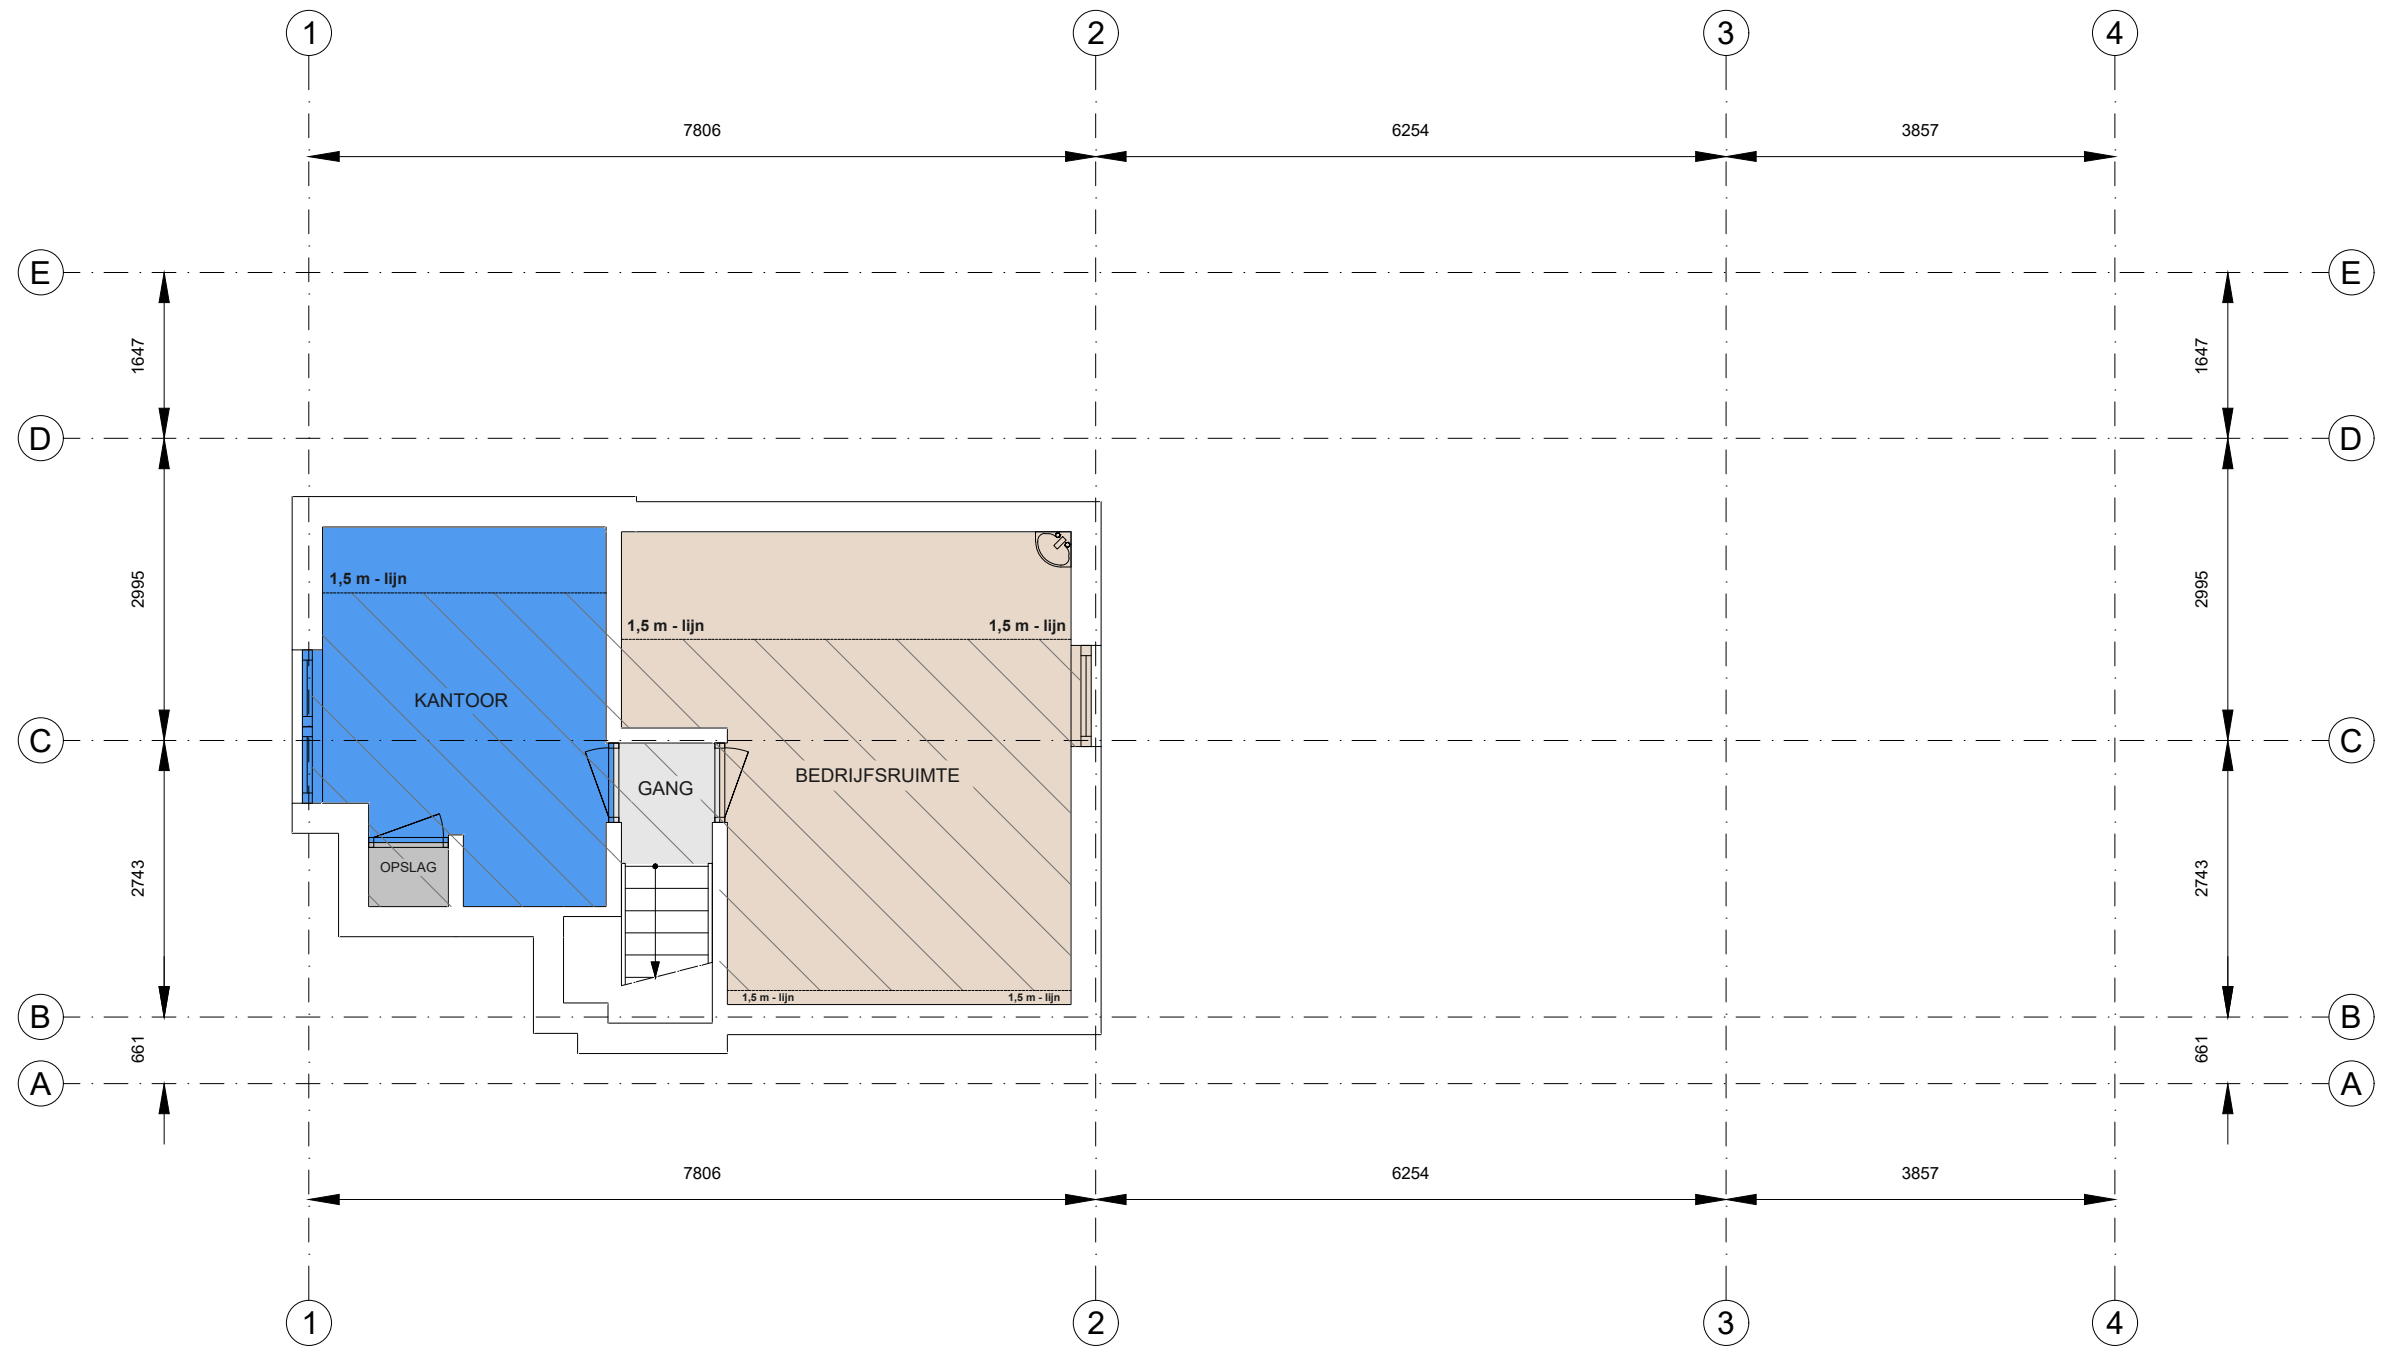 1 2 3 4
7806 6254 3857
E E
1647 1647
D D
2995 2995
1,5 m - lijn
1,5 m - lijn 1,5 m - lijn
KANTOOR
C C
BEDRIJFSRUIMTE
GANG
OPSLAG
2743 2743
1,5 m - lijn 1,5 m - lijn
B B
661 661
A A
7806 6254 3857
1 2 3 4